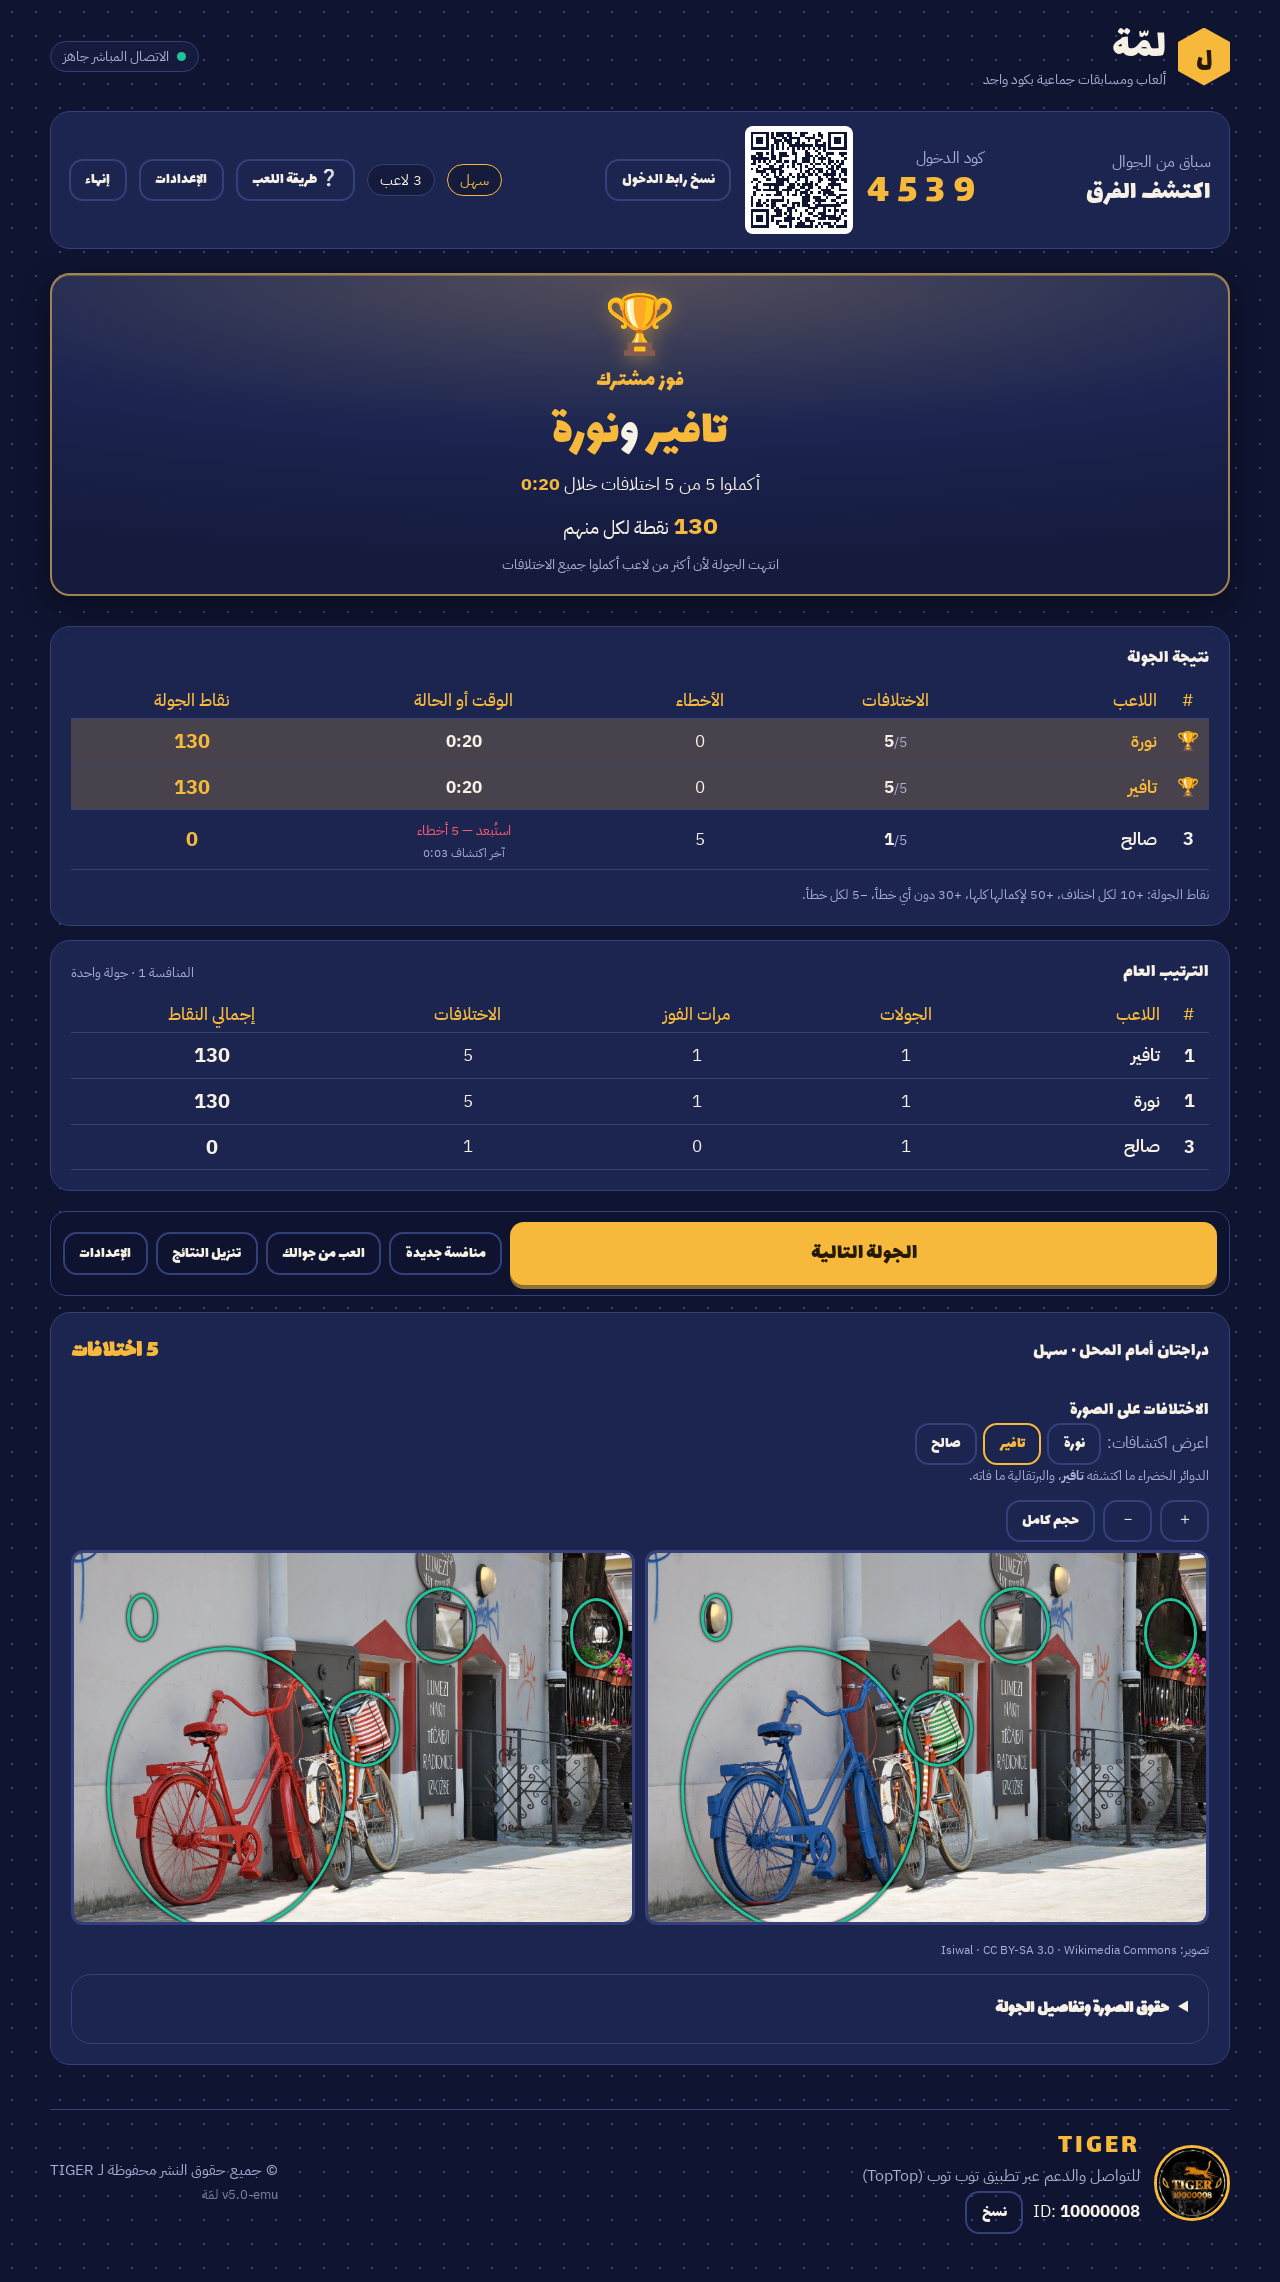 ل
لمّة
ألعاب ومسابقات جماعية بكود واحد
الاتصال المباشر جاهز
سباق من الجوال
اكتشف الفرق
كود الدخول
4539
نسخ رابط الدخول
سهل
3 لاعب
❔ طريقة اللعب
الإعدادات
إنهاء
فوز مشترك
تافير ونورة
أكملوا 5 من 5 اختلافات خلال 0:20
130 نقطة لكل منهم
انتهت الجولة لأن أكثر من لاعب أكملوا جميع الاختلافات
نتيجة الجولة
# اللاعب الاختلافات الأخطاء الوقت أو الحالة نقاط الجولة
🏆 نورة 5/5 0 0:20 130
🏆 تافير 5/5 0 0:20 130
3 صالح 1/5 5 استُبعد — 5 أخطاء 0
آخر اكتشاف 0:03
نقاط الجولة: +10 لكل اختلاف، +50 لإكمالها كلها، +30 دون أي خطأ، −5 لكل خطأ.
الترتيب العام
المنافسة 1 · جولة واحدة
# اللاعب الجولات مرات الفوز الاختلافات إجمالي النقاط
1 تافير 1 1 5 130
1 نورة 1 1 5 130
3 صالح 1 0 1 0
الجولة التالية
منافسة جديدة
العب من جوالك
تنزيل النتائج
الإعدادات
دراجتان أمام المحل · سهل
5 اختلافات
الاختلافات على الصورة
اعرض اكتشافات: نورة تافير صالح
الدوائر الخضراء ما اكتشفه تافير، والبرتقالية ما فاته.
+ − حجم كامل
LUMEZI
NAKIT
RADIONICE
LUMEZI
NAKIT
RADIONICE
تصوير: Isiwal · CC BY-SA 3.0 · Wikimedia Commons
◀ حقوق الصورة وتفاصيل الجولة
TIGER
10000008
TIGER
للتواصل والدعم عبر تطبيق توب توب (TopTop)
ID: 10000008
نسخ
© جميع حقوق النشر محفوظة لـ TIGER
لمّة v5.0-emu